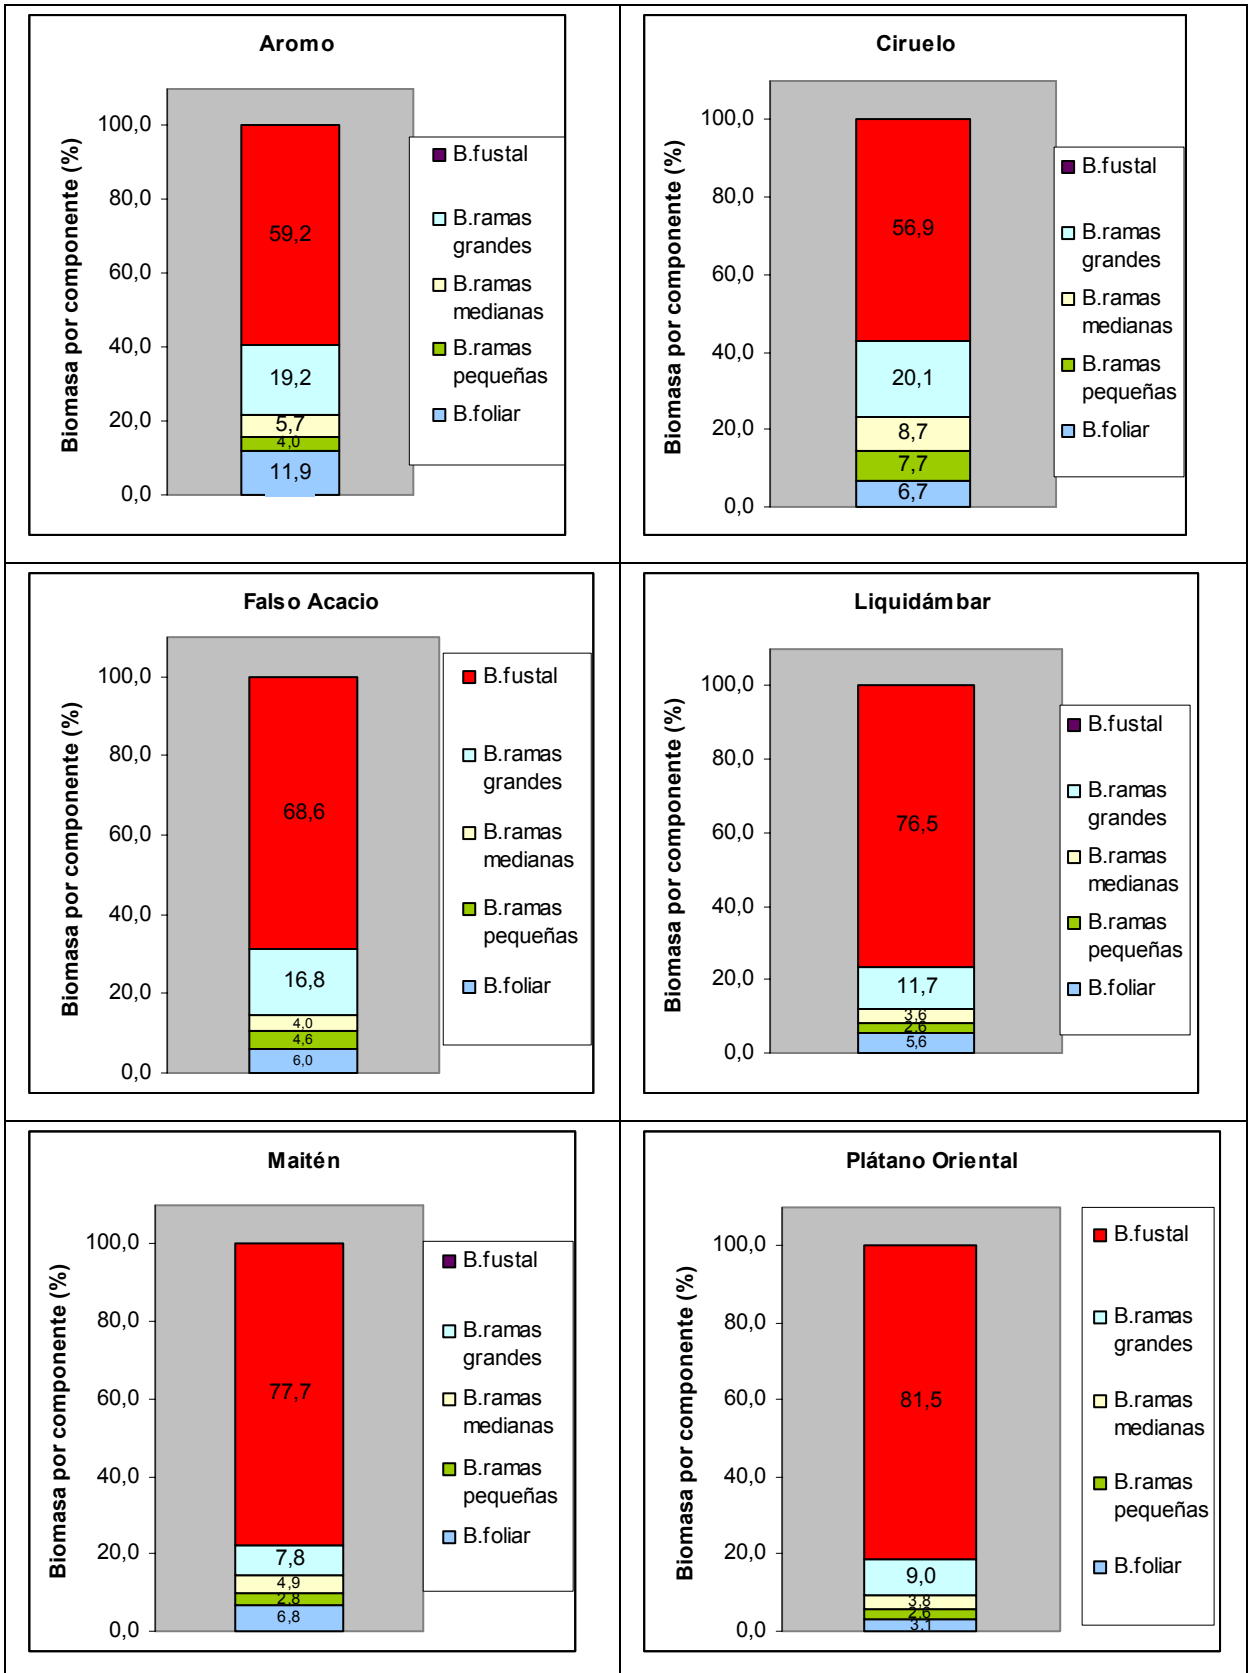 Aromo
Biomasa por componente (%)
100,0
80,0
60,0
40,0
20,0
0,0
59,2
19,2
5,7
4,0
11,9
B.fustal
B.ramas
grandes
B.ramas
medianas
B.ramas
pequeñas
B.foliar
Ciruelo
Biomasa por componente (%)
100,0
80,0
60,0
40,0
20,0
0,0
56,9
20,1
8,7
7,7
6,7
B.fustal
B.ramas
grandes
B.ramas
medianas
B.ramas
pequeñas
B.foliar
Falso Acacio
Biomasa por componente (%)
100,0
80,0
60,0
40,0
20,0
0,0
68,6
16,8
4,0
4,6
6,0
B.fustal
B.ramas
grandes
B.ramas
medianas
B.ramas
pequeñas
B.foliar
Liquidámbar
Biomasa por componente (%)
100,0
80,0
60,0
40,0
20,0
0,0
76,5
11,7
3,6
2,6
5,6
B.fustal
B.ramas
grandes
B.ramas
medianas
B.ramas
pequeñas
B.foliar
Maitén
Biomasa por componente (%)
100,0
80,0
60,0
40,0
20,0
0,0
77,7
7,8
4,9
2,8
6,8
B.fustal
B.ramas
grandes
B.ramas
medianas
B.ramas
pequeñas
B.foliar
Plátano Oriental
Biomasa por componente (%)
100,0
80,0
60,0
40,0
20,0
0,0
81,5
9,0
3,8
2,6
3,1
B.fustal
B.ramas
grandes
B.ramas
medianas
B.ramas
pequeñas
B.foliar